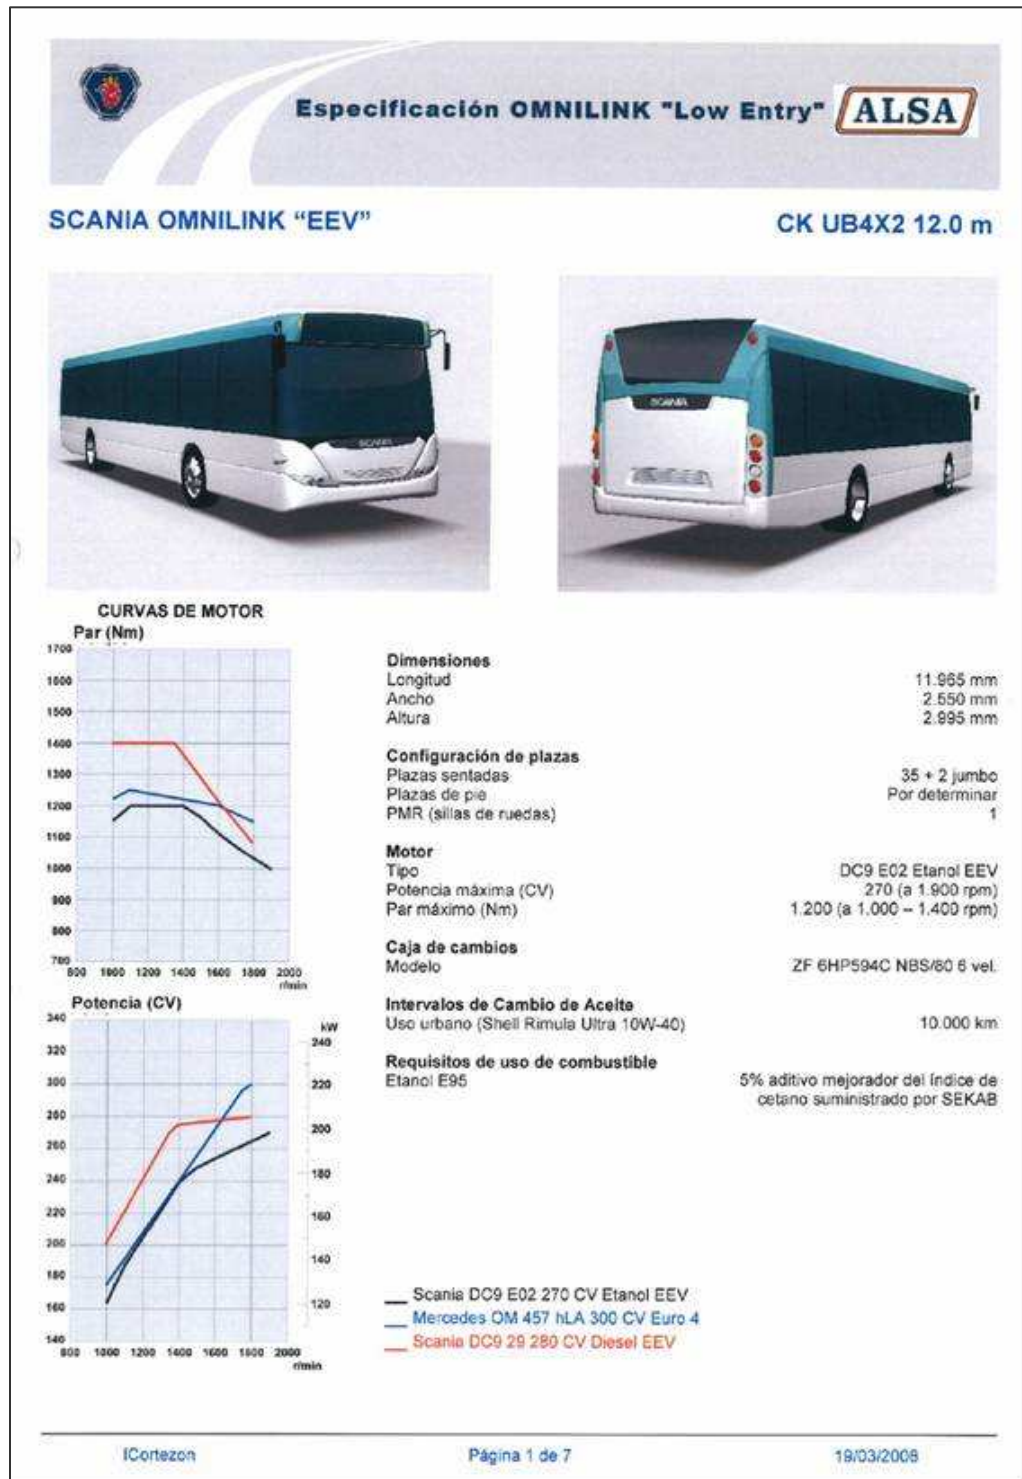 Especificación OMNILINK "Low Entry"
ALSA
SCANIA OMNILINK “EEV”
CK UB4X2 12.0 m
SCANIA
SCANIA
CURVAS DE MOTOR
Par (Nm)
1700
1600
1500
1400
1300
1200
1100
1000
900
800
700
800 1000 1200 1400 1600 1800 2000
r/min
Potencia (CV)
340
320
300
280
260
240
220
200
180
160
140
kW
240
220
200
180
160
140
120
800 1000 1200 1400 1600 1800 2000
r/min
Dimensiones
Longitud 11.965 mm
Ancho 2.550 mm
Altura 2.995 mm
Configuración de plazas
Plazas sentadas 35 + 2 jumbo
Plazas de pie Por determinar
PMR (sillas de ruedas) 1
Motor
Tipo DC9 E02 Etanol EEV
Potencia máxima (CV) 270 (a 1.900 rpm)
Par máximo (Nm) 1.200 (a 1.000 – 1.400 rpm)
Caja de cambios
Modelo ZF 6HP594C NBS/80 6 vel.
Intervalos de Cambio de Aceite
Uso urbano (Shell Rimula Ultra 10W-40) 10.000 km
Requisitos de uso de combustible
Etanol E95 5% aditivo mejorador del índice de
cetano suministrado por SEKAB
Scania DC9 E02 270 CV Etanol EEV
Mercedes OM 457 hLA 300 CV Euro 4
Scania DC9 29 280 CV Diesel EEV
ICortezon
Página 1 de 7
19/03/2008